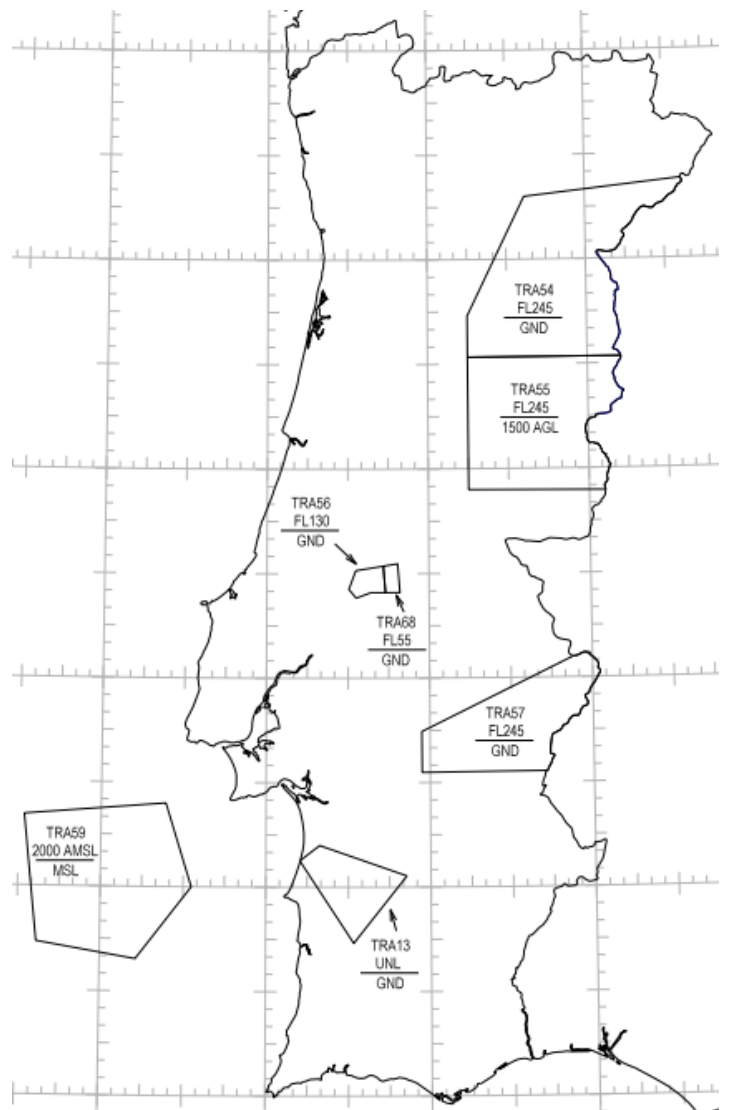 TRA54
FL245
GND
TRA55
FL245
1500 AGL
TRA56
FL130
GND
TRA68
FL55
GND
TRA57
FL245
GND
TRA59
2000 AMSL
MSL
TRA13
UNL
GND